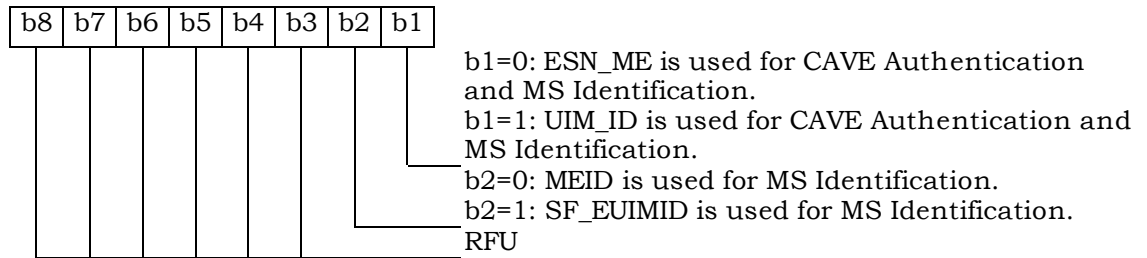 b8 b7 b6 b5 b4 b3 b2 b1
b1=0: ESN_ME is used for CAVE Authentication
and MS Identification.
b1=1: UIM_ID is used for CAVE Authentication and
MS Identification.
b2=0: MEID is used for MS Identification.
b2=1: SF_EUIMID is used for MS Identification.
RFU